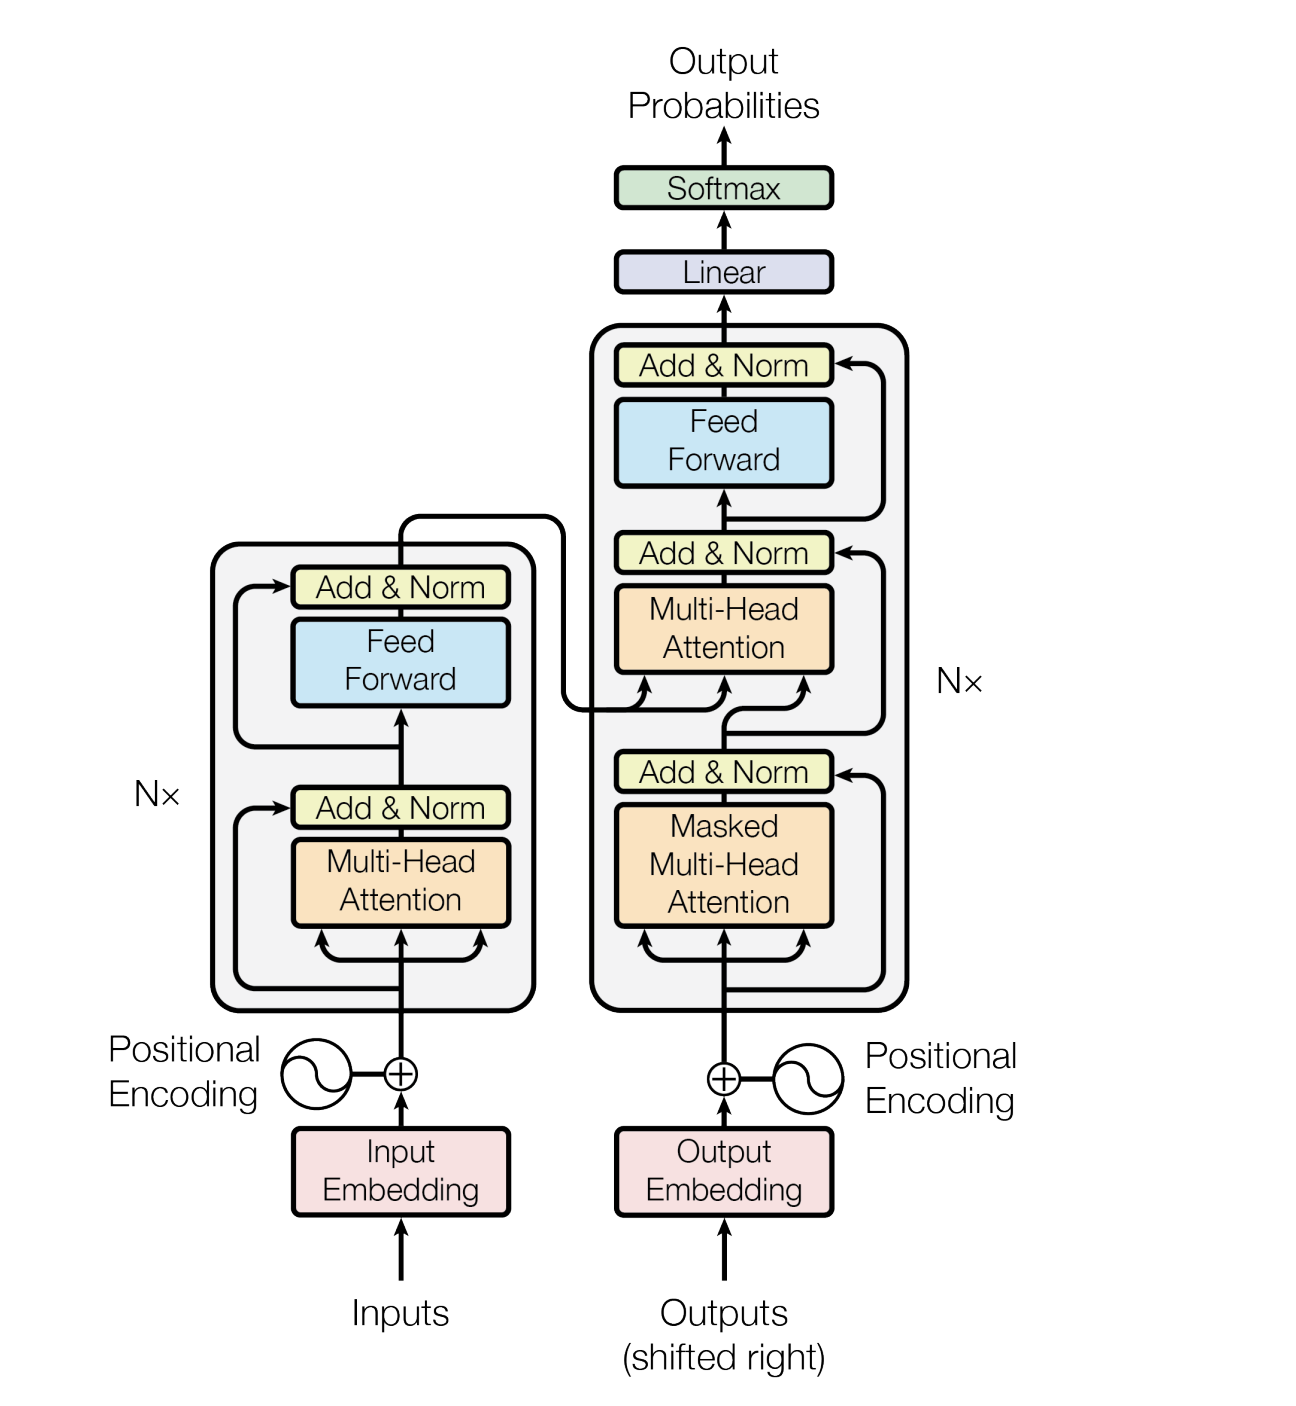 Output
Probabilities
Softmax
Linear
Add & Norm
Feed
Forward
Add & Norm
Multi-Head
Attention
Nx
Add & Norm
Masked
Multi-Head
Attention
Add & Norm
Feed
Forward
Nx
Add & Norm
Multi-Head
Attention
Positional
Encoding
Positional
Encoding
Input
Embedding
Output
Embedding
Inputs
Outputs
(shifted right)